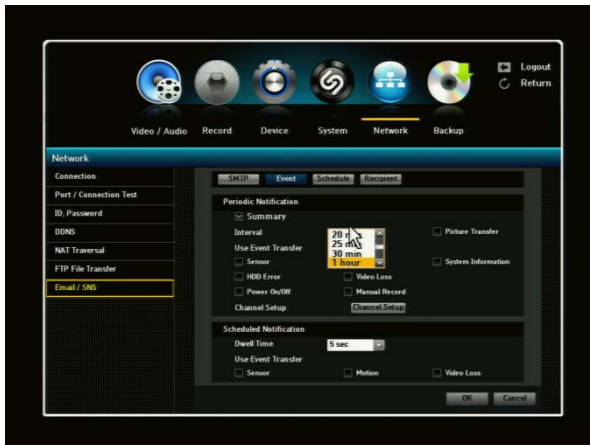 Logout
Return
Video / Audio Record Device System Network Backup
Network
Connection
Port / Connection Test
ID, Password
DDNS
NAT Traversal
FTP File Transfer
Email / SNS
SMTP Event Schedule Recipient
Periodic Notification
Summary
Interval
20
25
30 min
1 hour
Picture Transfer
Use Event Transfer
Sensor
System Information
HDD Error
Video Loss
Power On/Off
Manual Record
Channel Setup
Channel Setup
Scheduled Notification
Dwell Time
5 sec
Use Event Transfer
Sensor
Motion
Video Loss
OK
Cancel